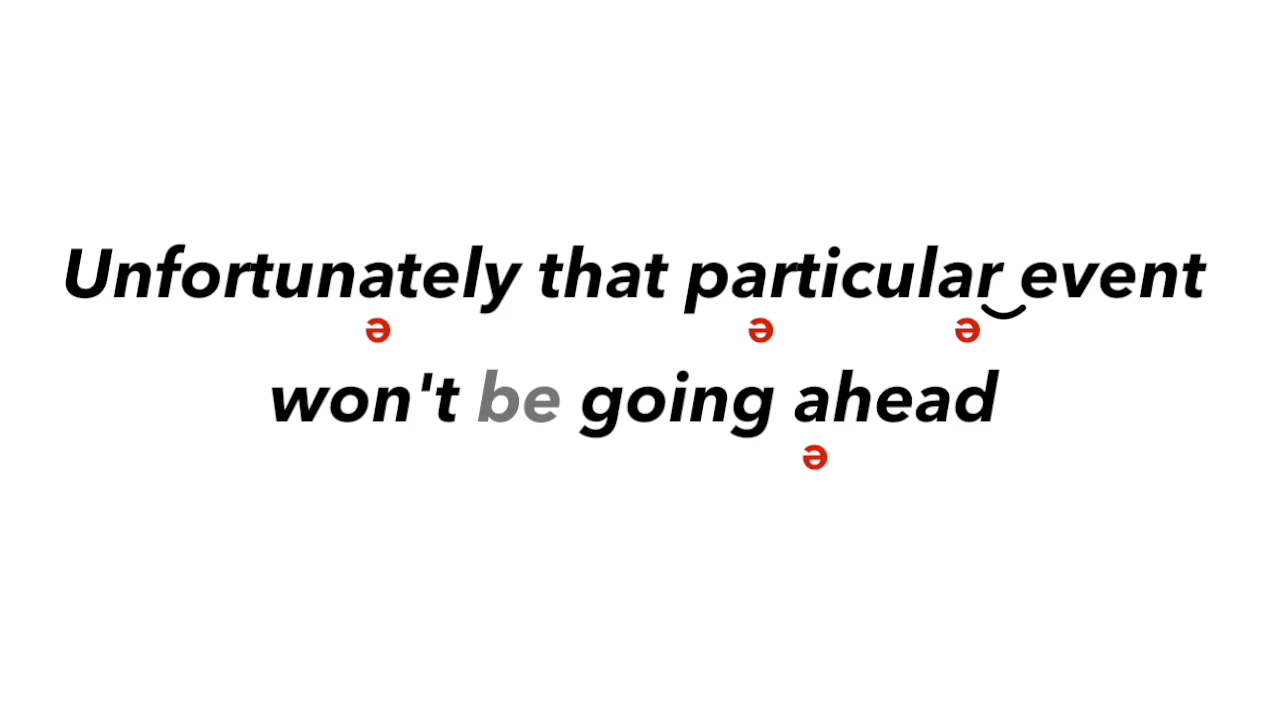 Unfortunately that particular event
ə ə ə
won't be going ahead
ə